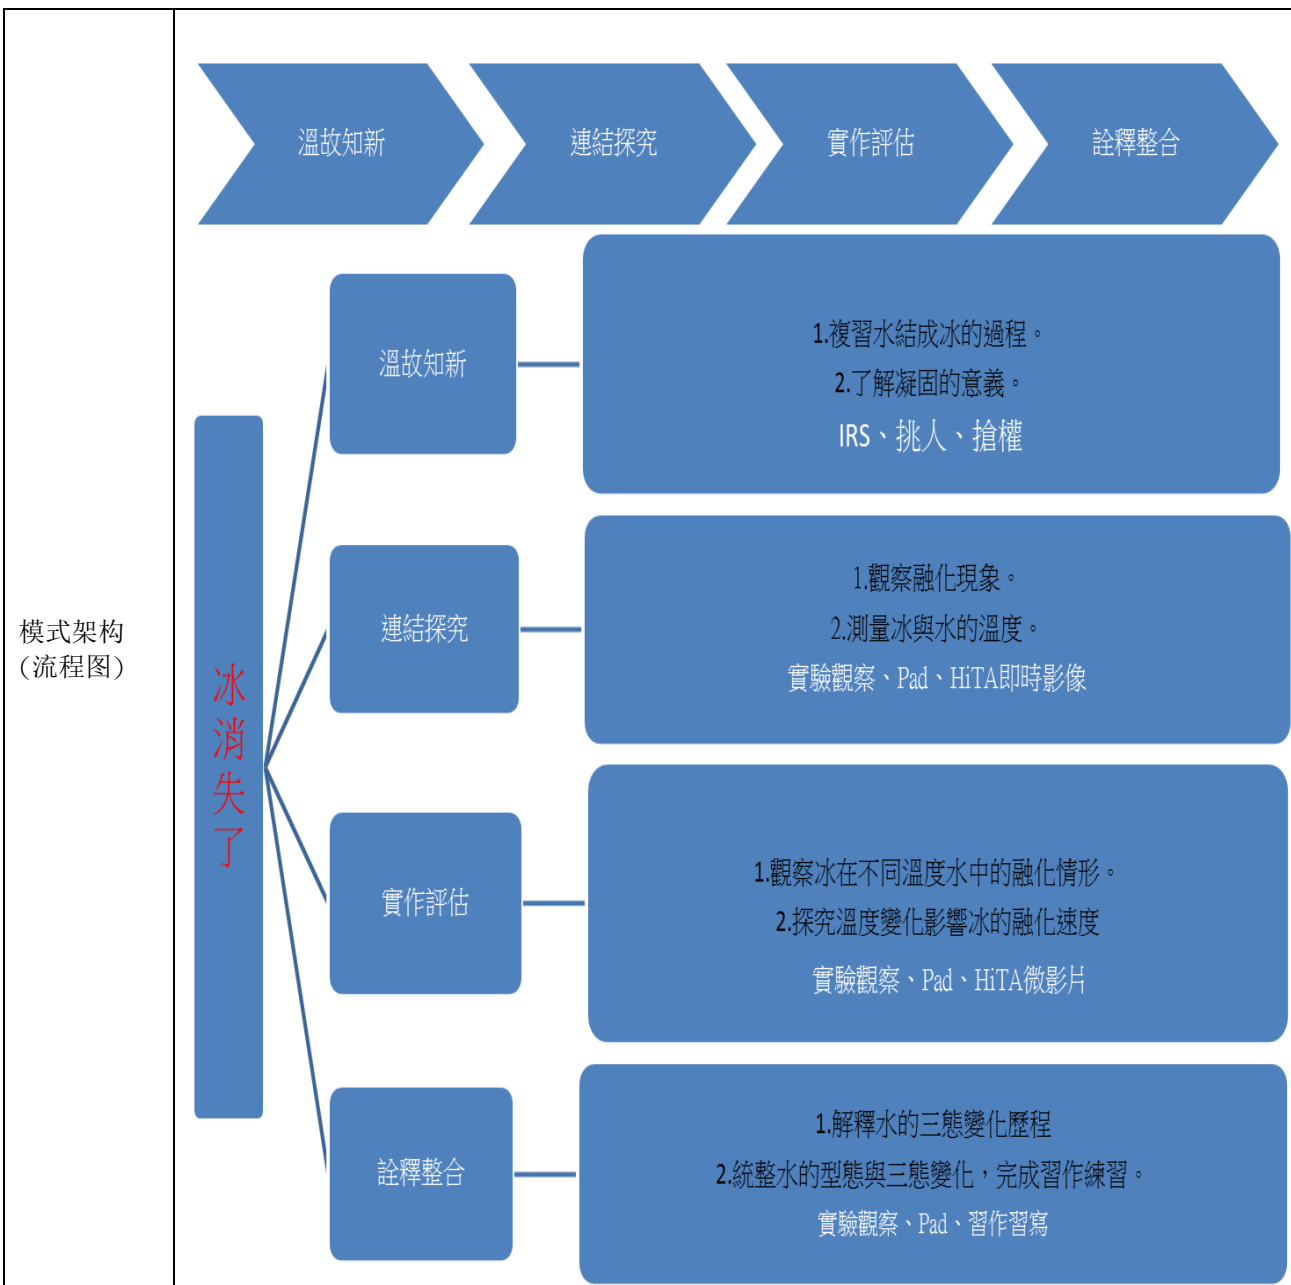 模式架构
(流程图)
溫故知新
連結探究
實作評估
詮釋整合
冰消失了
溫故知新
1.複習水結成冰的過程。
2.了解凝固的意義。
IRS、挑人、搶權
連結探究
1.觀察融化現象。
2.測量冰與水的溫度。
實驗觀察、Pad、HiTA即時影像
實作評估
1.觀察冰在不同溫度水中的融化情形。
2.探究溫度變化影響冰的融化速度
實驗觀察、Pad、HiTA微影片
詮釋整合
1.解釋水的三態變化歷程
2.統整水的型態與三態變化，完成習作練習。
實驗觀察、Pad、習作習寫